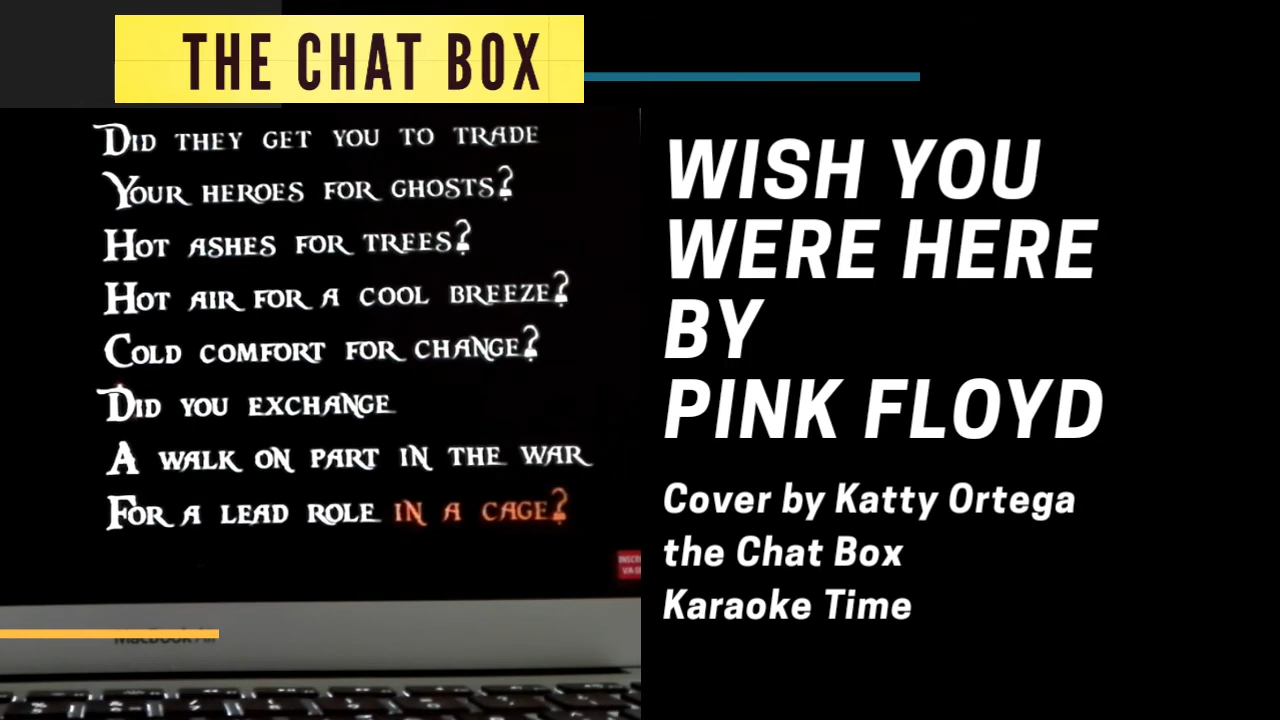 THE CHAT BOX
DID THEY GET YOU TO TRADE
YOUR HEROES FOR GHOSTS?
HOT ASHES FOR TREES?
HOT AIR FOR A COOL BREEZE?
COLD COMFORT FOR CHANGE?
DID YOU EXCHANGE
A WALK ON PART IN THE WAR
FOR A LEAD ROLE IN A CAGE?
MacBook Air
WISH YOU
WERE HERE
BY
PINK FLOYD
Cover by Katty Ortega
the Chat Box
Karaoke Time